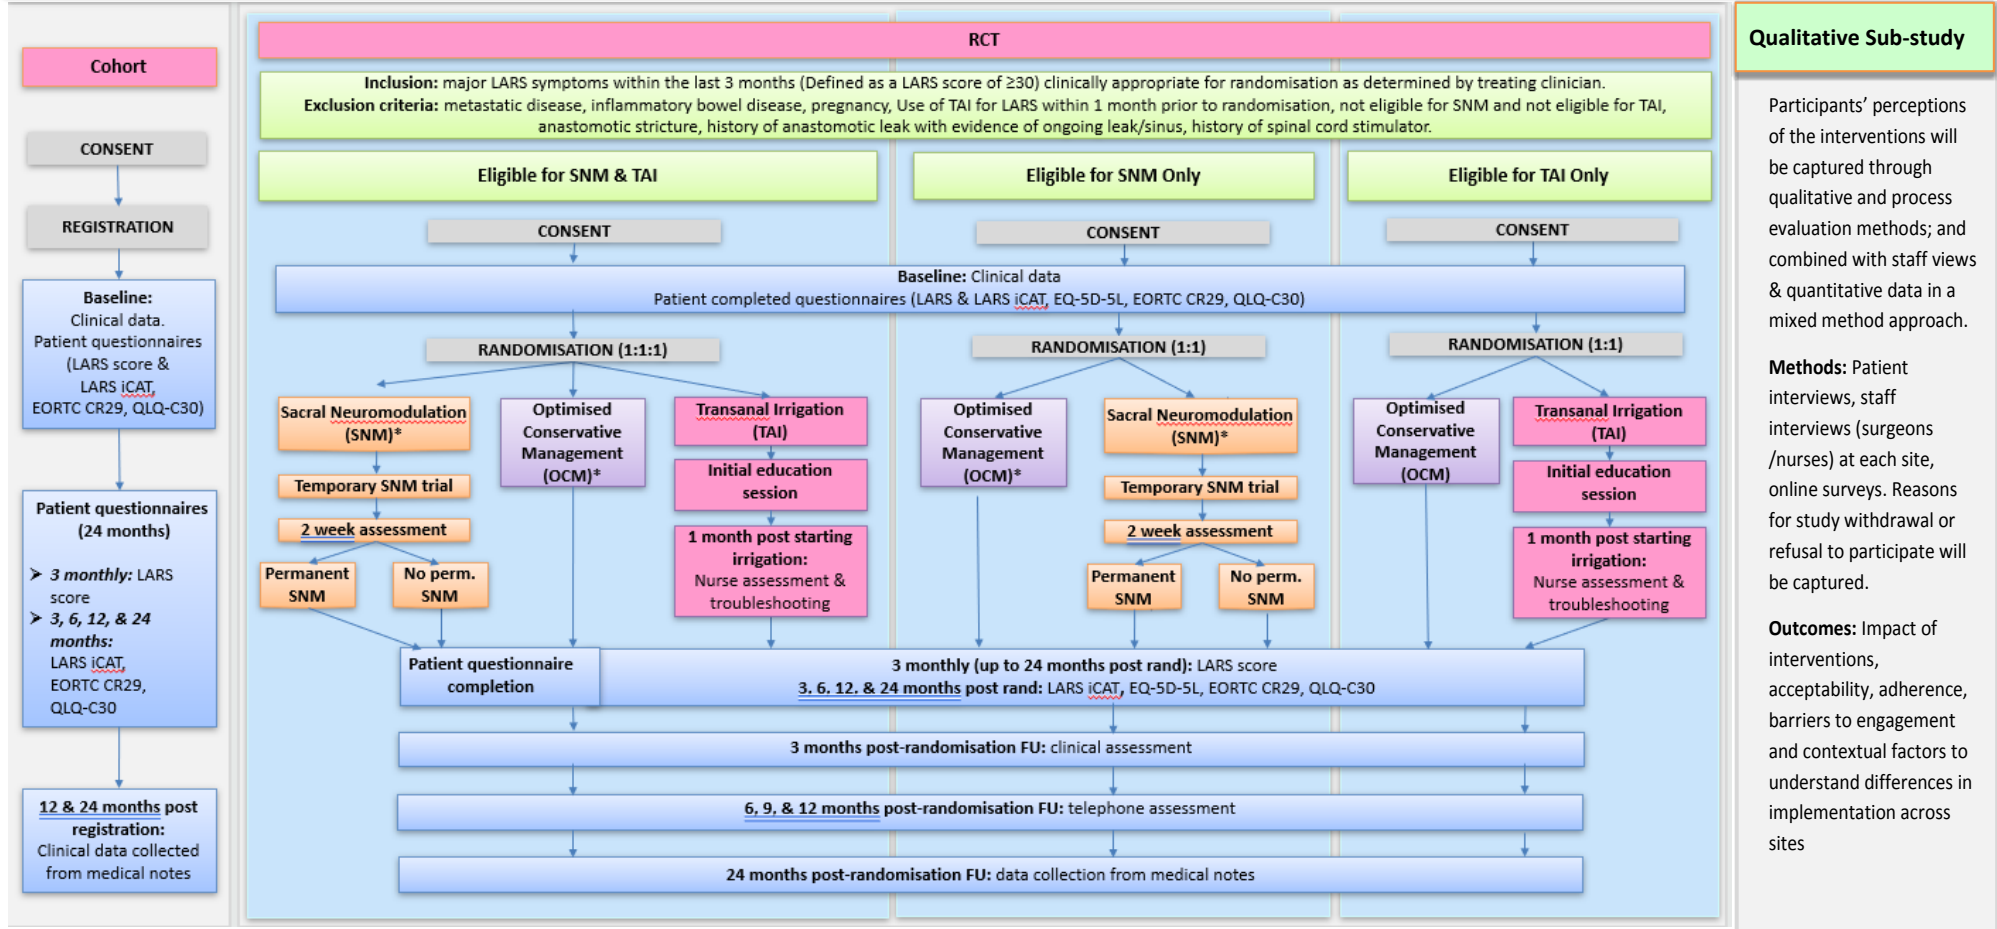 Cohort
CONSENT
REGISTRATION
Baseline:
Clinical data.
Patient questionnaires
(LARS score &
LARS iCAT,
EORTC CR29, QLQ-C30)
Patient questionnaires
(24 months)
➤ 3 monthly: LARS
score
➤ 3, 6, 12, & 24
months:
LARS iCAT,
EORTC CR29,
QLQ-C30
12 & 24 months post
registration:
Clinical data collected
from medical notes
RCT
Inclusion: major LARS symptoms within the last 3 months (Defined as a LARS score of ≥30) clinically appropriate for randomisation as determined by treating clinician.
Exclusion criteria: metastatic disease, inflammatory bowel disease, pregnancy, Use of TAI for LARS within 1 month prior to randomisation, not eligible for SNM and not eligible for TAI,
anastomotic stricture, history of anastomotic leak with evidence of ongoing leak/sinus, history of spinal cord stimulator.
Eligible for SNM & TAI
Eligible for SNM Only
Eligible for TAI Only
CONSENT
CONSENT
CONSENT
Baseline: Clinical data
Patient completed questionnaires (LARS & LARS iCAT, EQ-5D-5L, EORTC CR29, QLQ-C30)
RANDOMISATION (1:1:1)
RANDOMISATION (1:1)
RANDOMISATION (1:1)
Sacral Neuromodulation
(SNM)*
Temporary SNM trial
2 week assessment
Permanent
SNM
No perm.
SNM
Optimised
Conservative
Management
(OCM)*
Transanal Irrigation
(TAI)
Initial education
session
1 month post starting
irrigation:
Nurse assessment &
troubleshooting
Optimised
Conservative
Management
(OCM)*
Sacral Neuromodulation
(SNM)*
Temporary SNM trial
2 week assessment
Permanent
SNM
No perm.
SNM
Optimised
Conservative
Management
(OCM)
Transanal Irrigation
(TAI)
Initial education
session
1 month post starting
irrigation:
Nurse assessment &
troubleshooting
Patient questionnaire
completion
3 monthly (up to 24 months post rand): LARS score
3. 6. 12. & 24 months post rand: LARS iCAT, EQ-5D-5L, EORTC CR29, QLQ-C30
3 months post-randomisation FU: clinical assessment
6, 9, & 12 months post-randomisation FU: telephone assessment
24 months post-randomisation FU: data collection from medical notes
Qualitative Sub-study
Participants' perceptions
of the interventions will
be captured through
qualitative and process
evaluation methods; and
combined with staff views
& quantitative data in a
mixed method approach.
Methods: Patient
interviews, staff
interviews (surgeons
/nurses) at each site,
online surveys. Reasons
for study withdrawal or
refusal to participate will
be captured.
Outcomes: Impact of
interventions,
acceptability, adherence,
barriers to engagement
and contextual factors to
understand differences in
implementation across
sites